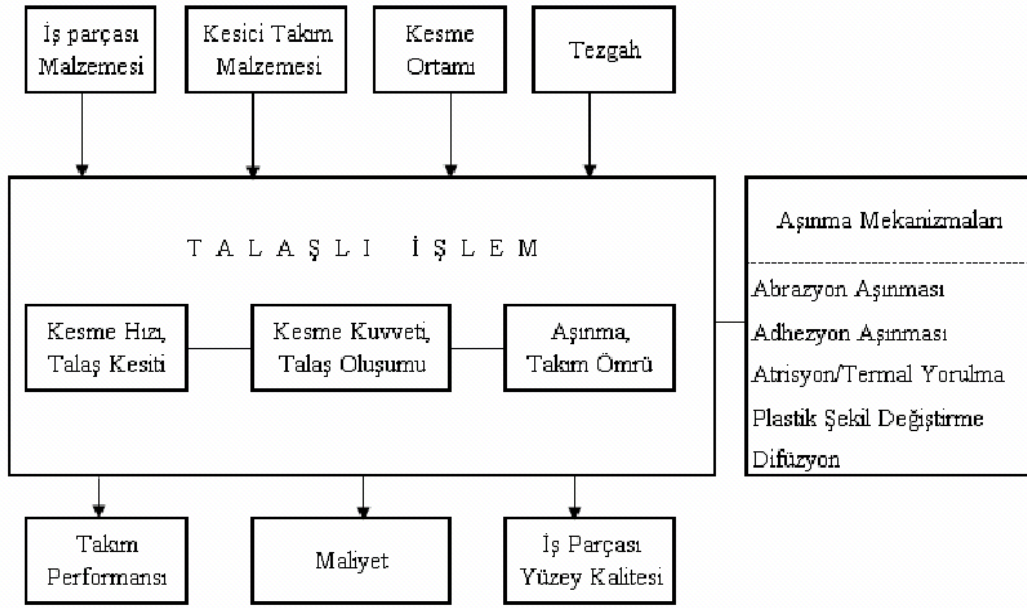 İş parçası
Malzemesi
Kesici Takım
Malzemesi
Kesme
Ortamı
Tezgah
TALAŞLI İŞLEM
Kesme Hızı,
Talaş Kesiti
Kesme Kuvveti,
Talaş Oluşumu
Aşınma,
Takım Ömrü
Aşınma Mekanizmaları
Abrazyon Aşınması
Adhezyon Aşınması
Atrisyon/Termal Yorulma
Plastik Şekil Değiştirme
Difüzyon
Takım
Performansı
Maliyet
İş Parçası
Yüzey Kalitesi